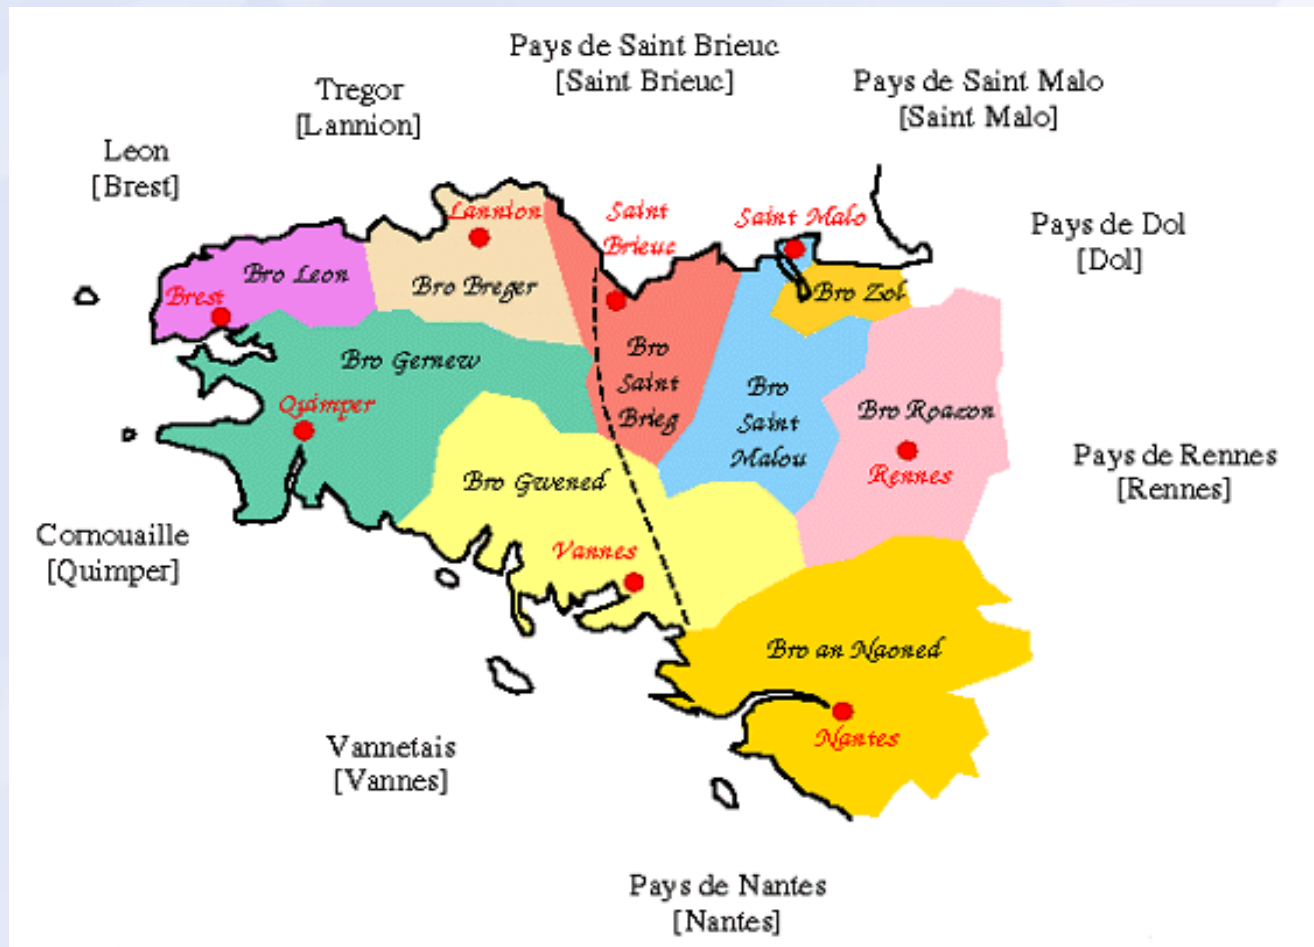 Pays de Saint Brieuc
[Saint Brieuc]
Pays de Saint Malo
[Saint Malo]
Tregor
[Lannion]
Leon
[Brest]
Lannion
Saint
Brieuc
Saint Malo
Pays de Dol
[Dol]
Bro Leon
Bro Breger
Bro Zol
Brest
Bro Gernew
Bro
Saint
Brieg
Bro
Saint
Malou
Quimper
Bro Roazon
Rennes
Pays de Rennes
[Rennes]
Bro Gwened
Cornouaille
[Quimper]
Vannes
Bro an Naoned
Nantes
Vannetais
[Vannes]
Pays de Nantes
[Nantes]